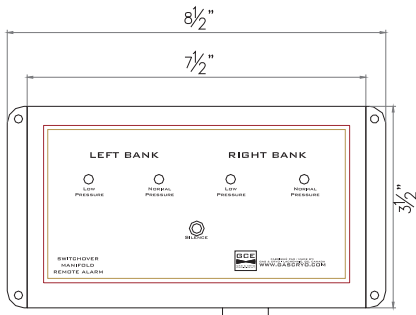 8½"
7½"
3½"
LEFT BANK
RIGHT BANK
LOW PRESSURE
NORMAL PRESSURE
LOW PRESSURE
NORMAL PRESSURE
SILENCE
SWITCHOVER
MANIFOLD
REMOTE ALARM
GCE
WWW.GASCRYO.COM